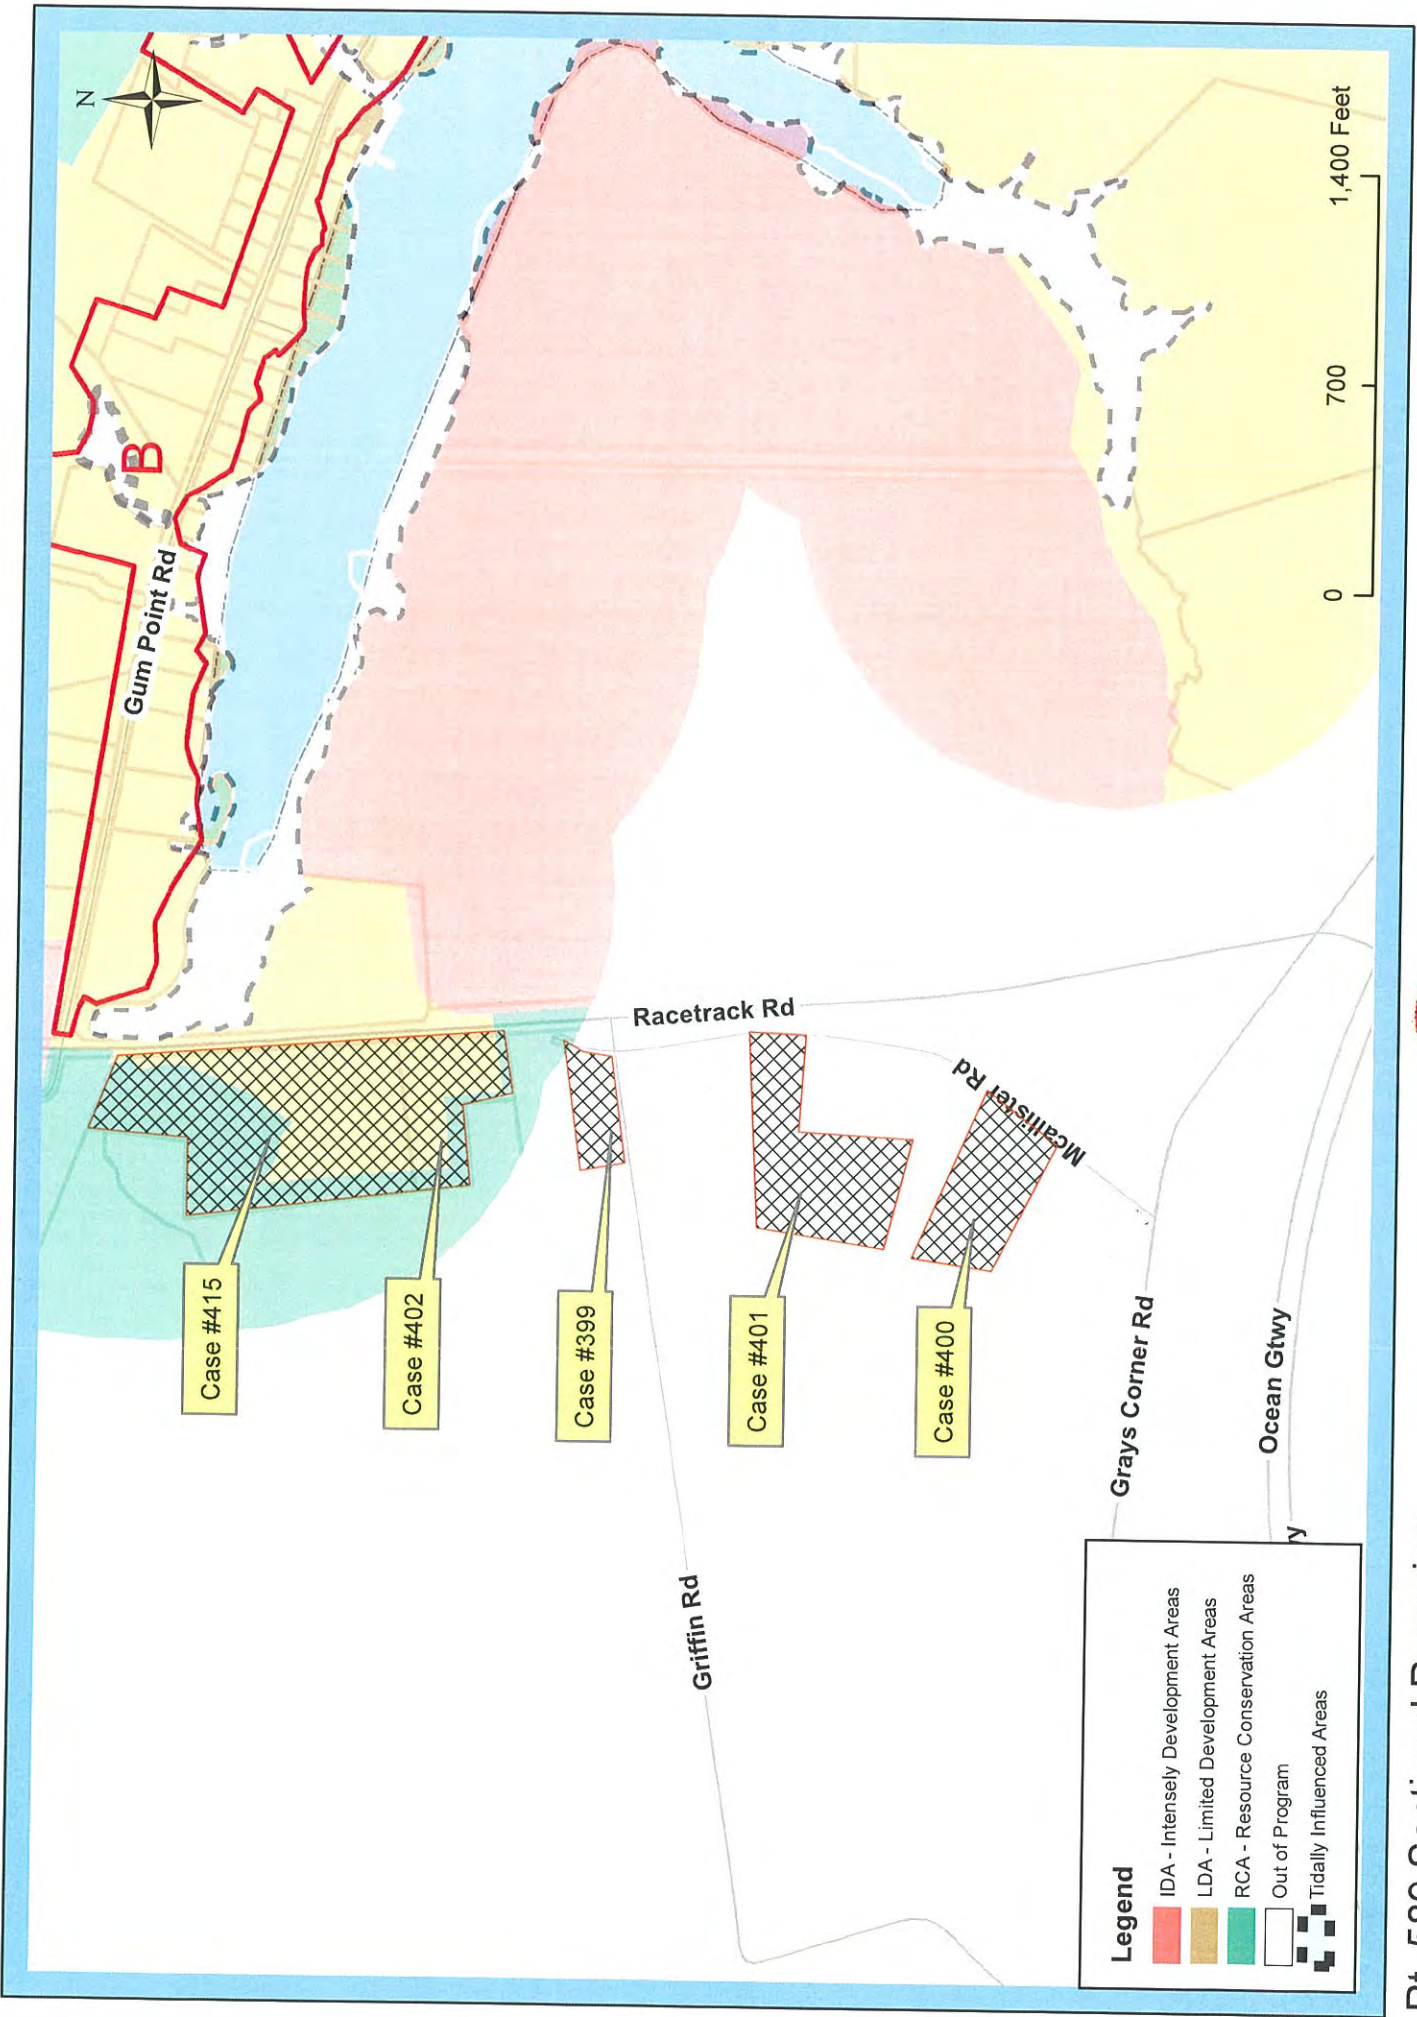 N
B
Gum Point Rd
Racetrack Rd
Mcallister Rd
Griffin Rd
Grays Corner Rd
Ocean Gtwy
Case #415
Case #402
Case #399
Case #401
Case #400
0 700 1,400 Feet
Legend
IDA - Intensely Development Areas
LDA - Limited Development Areas
RCA - Resource Conservation Areas
Out of Program
Tidally Influenced Areas